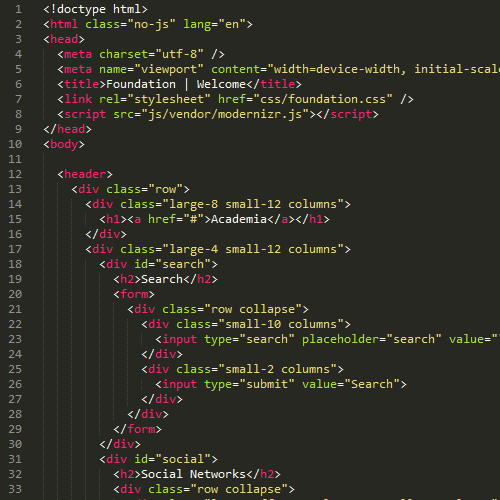 1 <!doctype html>
2 <html class="no-js" lang="en">
3 <head>
4 <meta charset="utf-8" />
5 <meta name="viewport" content="width=device-width, initial-scale
6 <title>Foundation | Welcome</title>
7 <link rel="stylesheet" href="css/foundation.css" />
8 <script src="js/vendor/modernizr.js"></script>
9 </head>
10 <body>
11
12 <header>
13 <div class="row">
14 <div class="large-8 small-12 columns">
15 <h1><a href="#">Academia</a></h1>
16 </div>
17 <div class="large-4 small-12 columns">
18 <div id="search">
19 <h2>Search</h2>
20 <form>
21 <div class="row collapse">
22 <div class="small-10 columns">
23 <input type="search" placeholder="search" value="
24 </div>
25 <div class="small-2 columns">
26 <input type="submit" value="Search">
27 </div>
28 </div>
29 </form>
30 </div>
31 <div id="social">
32 <h2>Social Networks</h2>
33 <div class="row collapse">